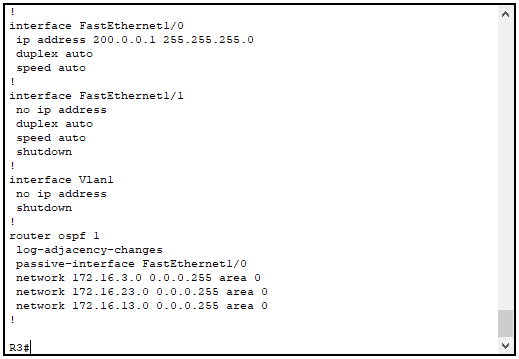 !
interface FastEthernet1/0
ip address 200.0.0.1 255.255.255.0
duplex auto
speed auto
!
interface FastEthernet1/1
no ip address
duplex auto
speed auto
shutdown
!
interface Vlan1
no ip address
shutdown
!
router ospf 1
log-adjacency-changes
passive-interface FastEthernet1/0
network 172.16.3.0 0.0.0.255 area 0
network 172.16.23.0 0.0.0.255 area 0
network 172.16.13.0 0.0.0.255 area 0
!
R3#